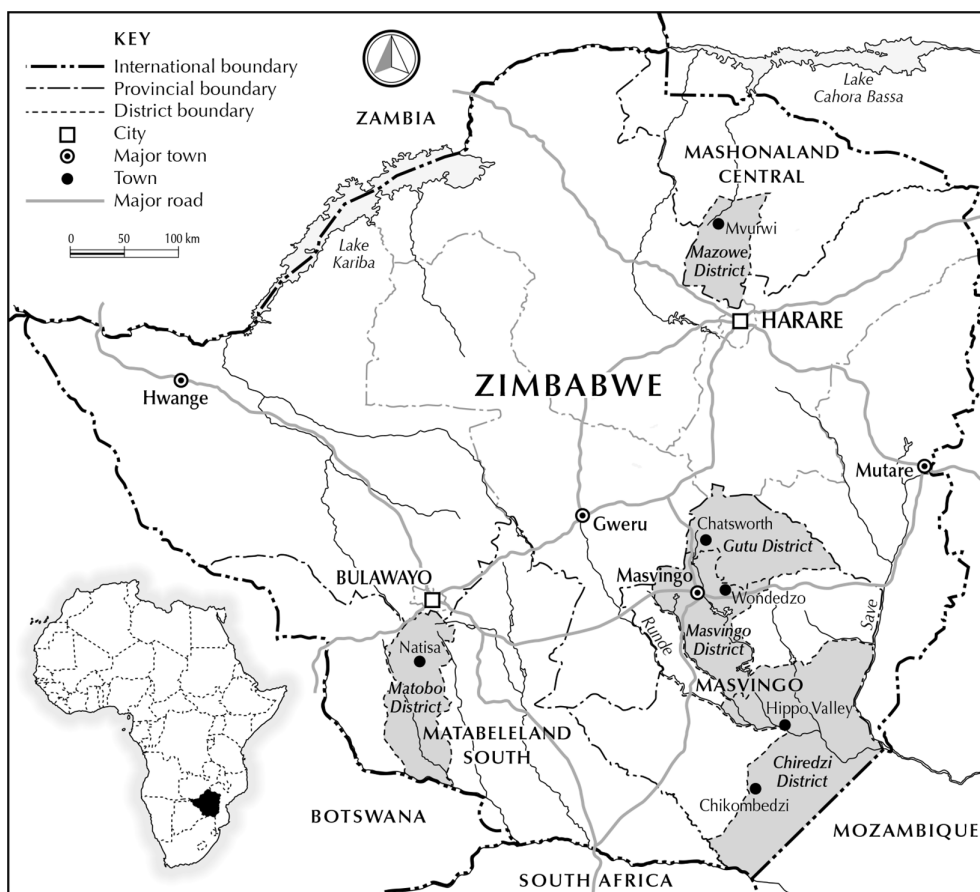 KEY
International boundary
Provincial boundary
District boundary
City
Major town
Town
Major road
0 50 100 km
ZAMBIA
Lake
Cahora Bassa
MASHONALAND
CENTRAL
Mvurwi
Mazowe
District
Lake
Kariba
HARARE
ZIMBABWE
Hwange
Mutare
Gweru
Chatsworth
Gutu District
BULAWAYO
Masvingo
Wondedzo
Save
Runde
Masvingo
District
Natisa
Matobo
District
MASVINGO
Hippo Valley
MATABELELAND
SOUTH
Chiredzi
District
Chikombedzi
BOTSWANA
MOZAMBIQUE
SOUTH AFRICA